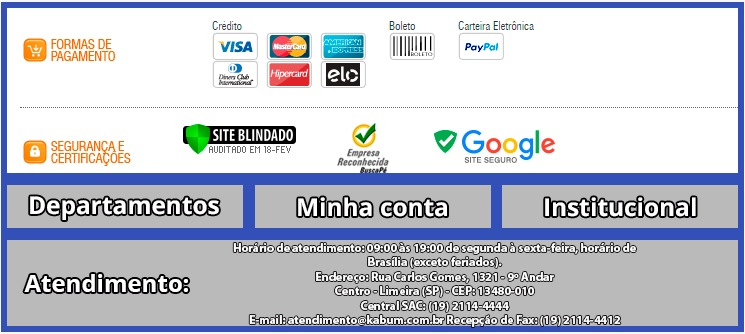 Crédito
Boleto
Carteira Eletrônica
FORMAS DE
PAGAMENTO
VISA
MasterCard
AMERICAN
EXPRESS
BOLETO
PayPal
Diners Club
International
Hipercard
elo
SEGURANÇA E
CERTIFICAÇÕES
SITE BLINDADO
AUDITADO EM 18-FEV
Empresa
Reconhecida
BuscaPé
Google
SITE SEGURO
Departamentos
Minha conta
Institucional
Atendimento:
Horário de atendimento: 09:00 às 19:00 de segunda à sexta-feira, horário de
Brasília (exceto feriados).
Endereço: Rua Carlos Gomes, 1321 - 9º Andar
Centro - Limeira (SP) - CEP: 13480-010
Central SAC: (19) 2114-4444
E-mail: atendimento@kabum.com.br Recepção de Fax: (19) 2114-4412